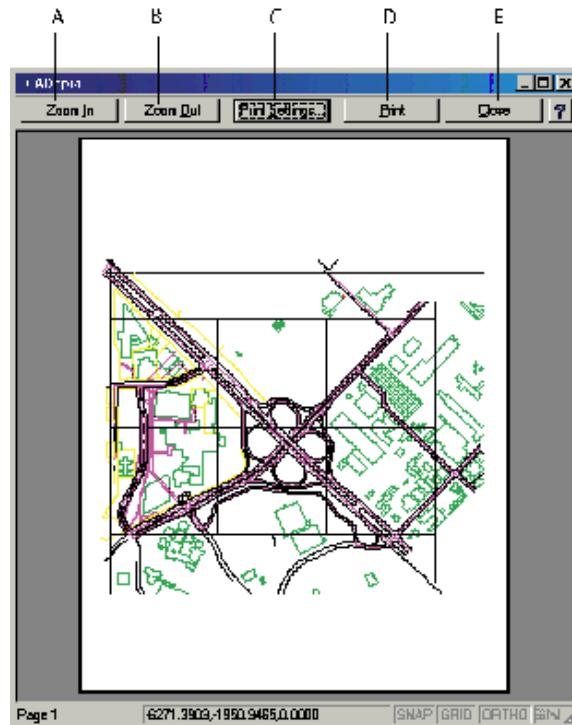 A B C D E
Zoom In Zoom Out Print Settings... Print Close ?
Page 1 -6271.3903,-1950.9465,0.0000 SNAP GRID ORTHO